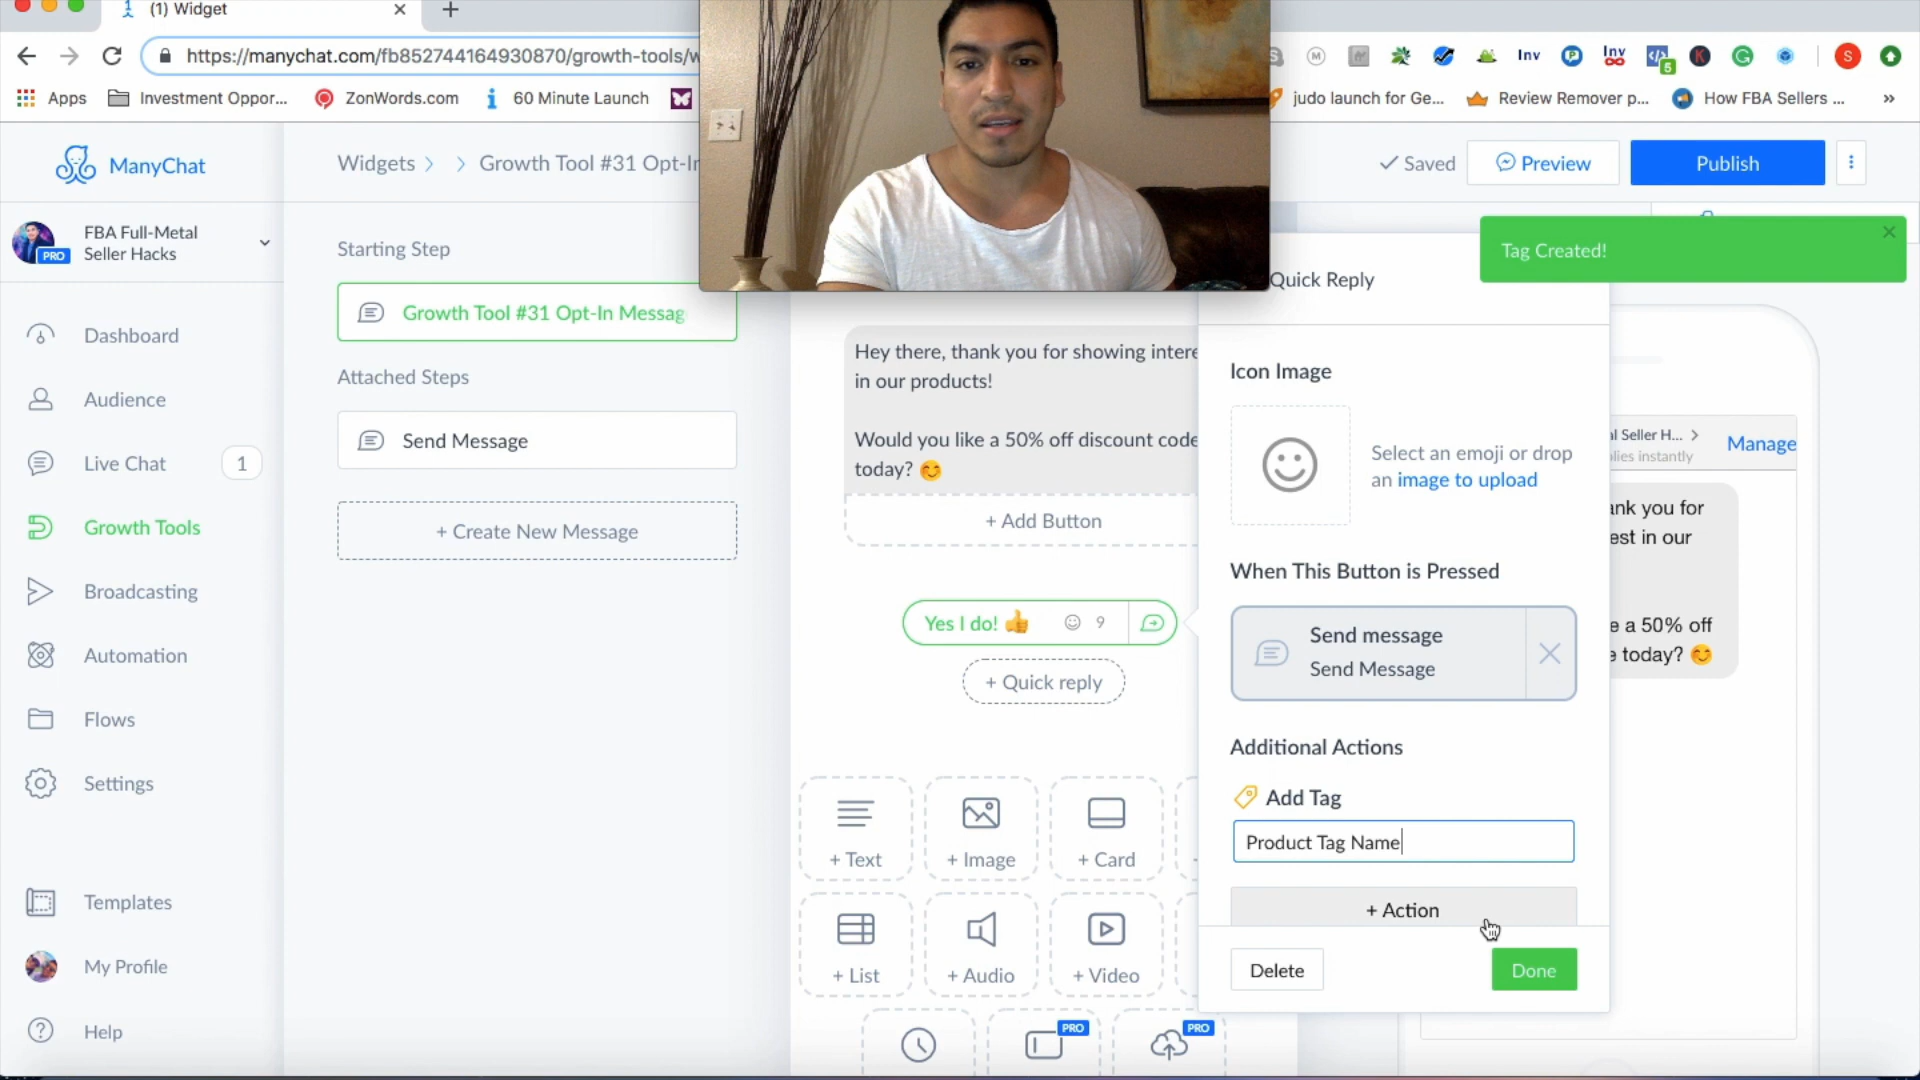 (1) Widget
https://manychat.com/fb852744164930870/growth-tools/w
Inv
Inv
5
S
Apps
Investment Oppor...
ZonWords.com
60 Minute Launch
judo launch for Ge...
Review Remover p...
How FBA Sellers ...
»
ManyChat
Widgets > > Growth Tool #31 Opt-In
Saved
Preview
Publish
FBA Full-Metal
Seller Hacks
PRO
Tag Created!
Dashboard
Audience
Live Chat
1
Growth Tools
Broadcasting
Automation
Flows
Settings
Templates
My Profile
Help
Starting Step
Growth Tool #31 Opt-In Messag
Attached Steps
Send Message
+ Create New Message
Hey there, thank you for showing intere
in our products!
Would you like a 50% off discount code
today? 😊
+ Add Button
Yes I do! 👍
9
+ Quick reply
+ Text
+ Image
+ Card
+ List
+ Audio
+ Video
PRO
PRO
Quick Reply
Icon Image
Select an emoji or drop
an image to upload
When This Button is Pressed
Send message
Send Message
Additional Actions
Add Tag
Product Tag Name
+ Action
Delete
Done
al Seller H... >
lies instantly
Manage
ank you for
est in our
e a 50% off
e today? 😊